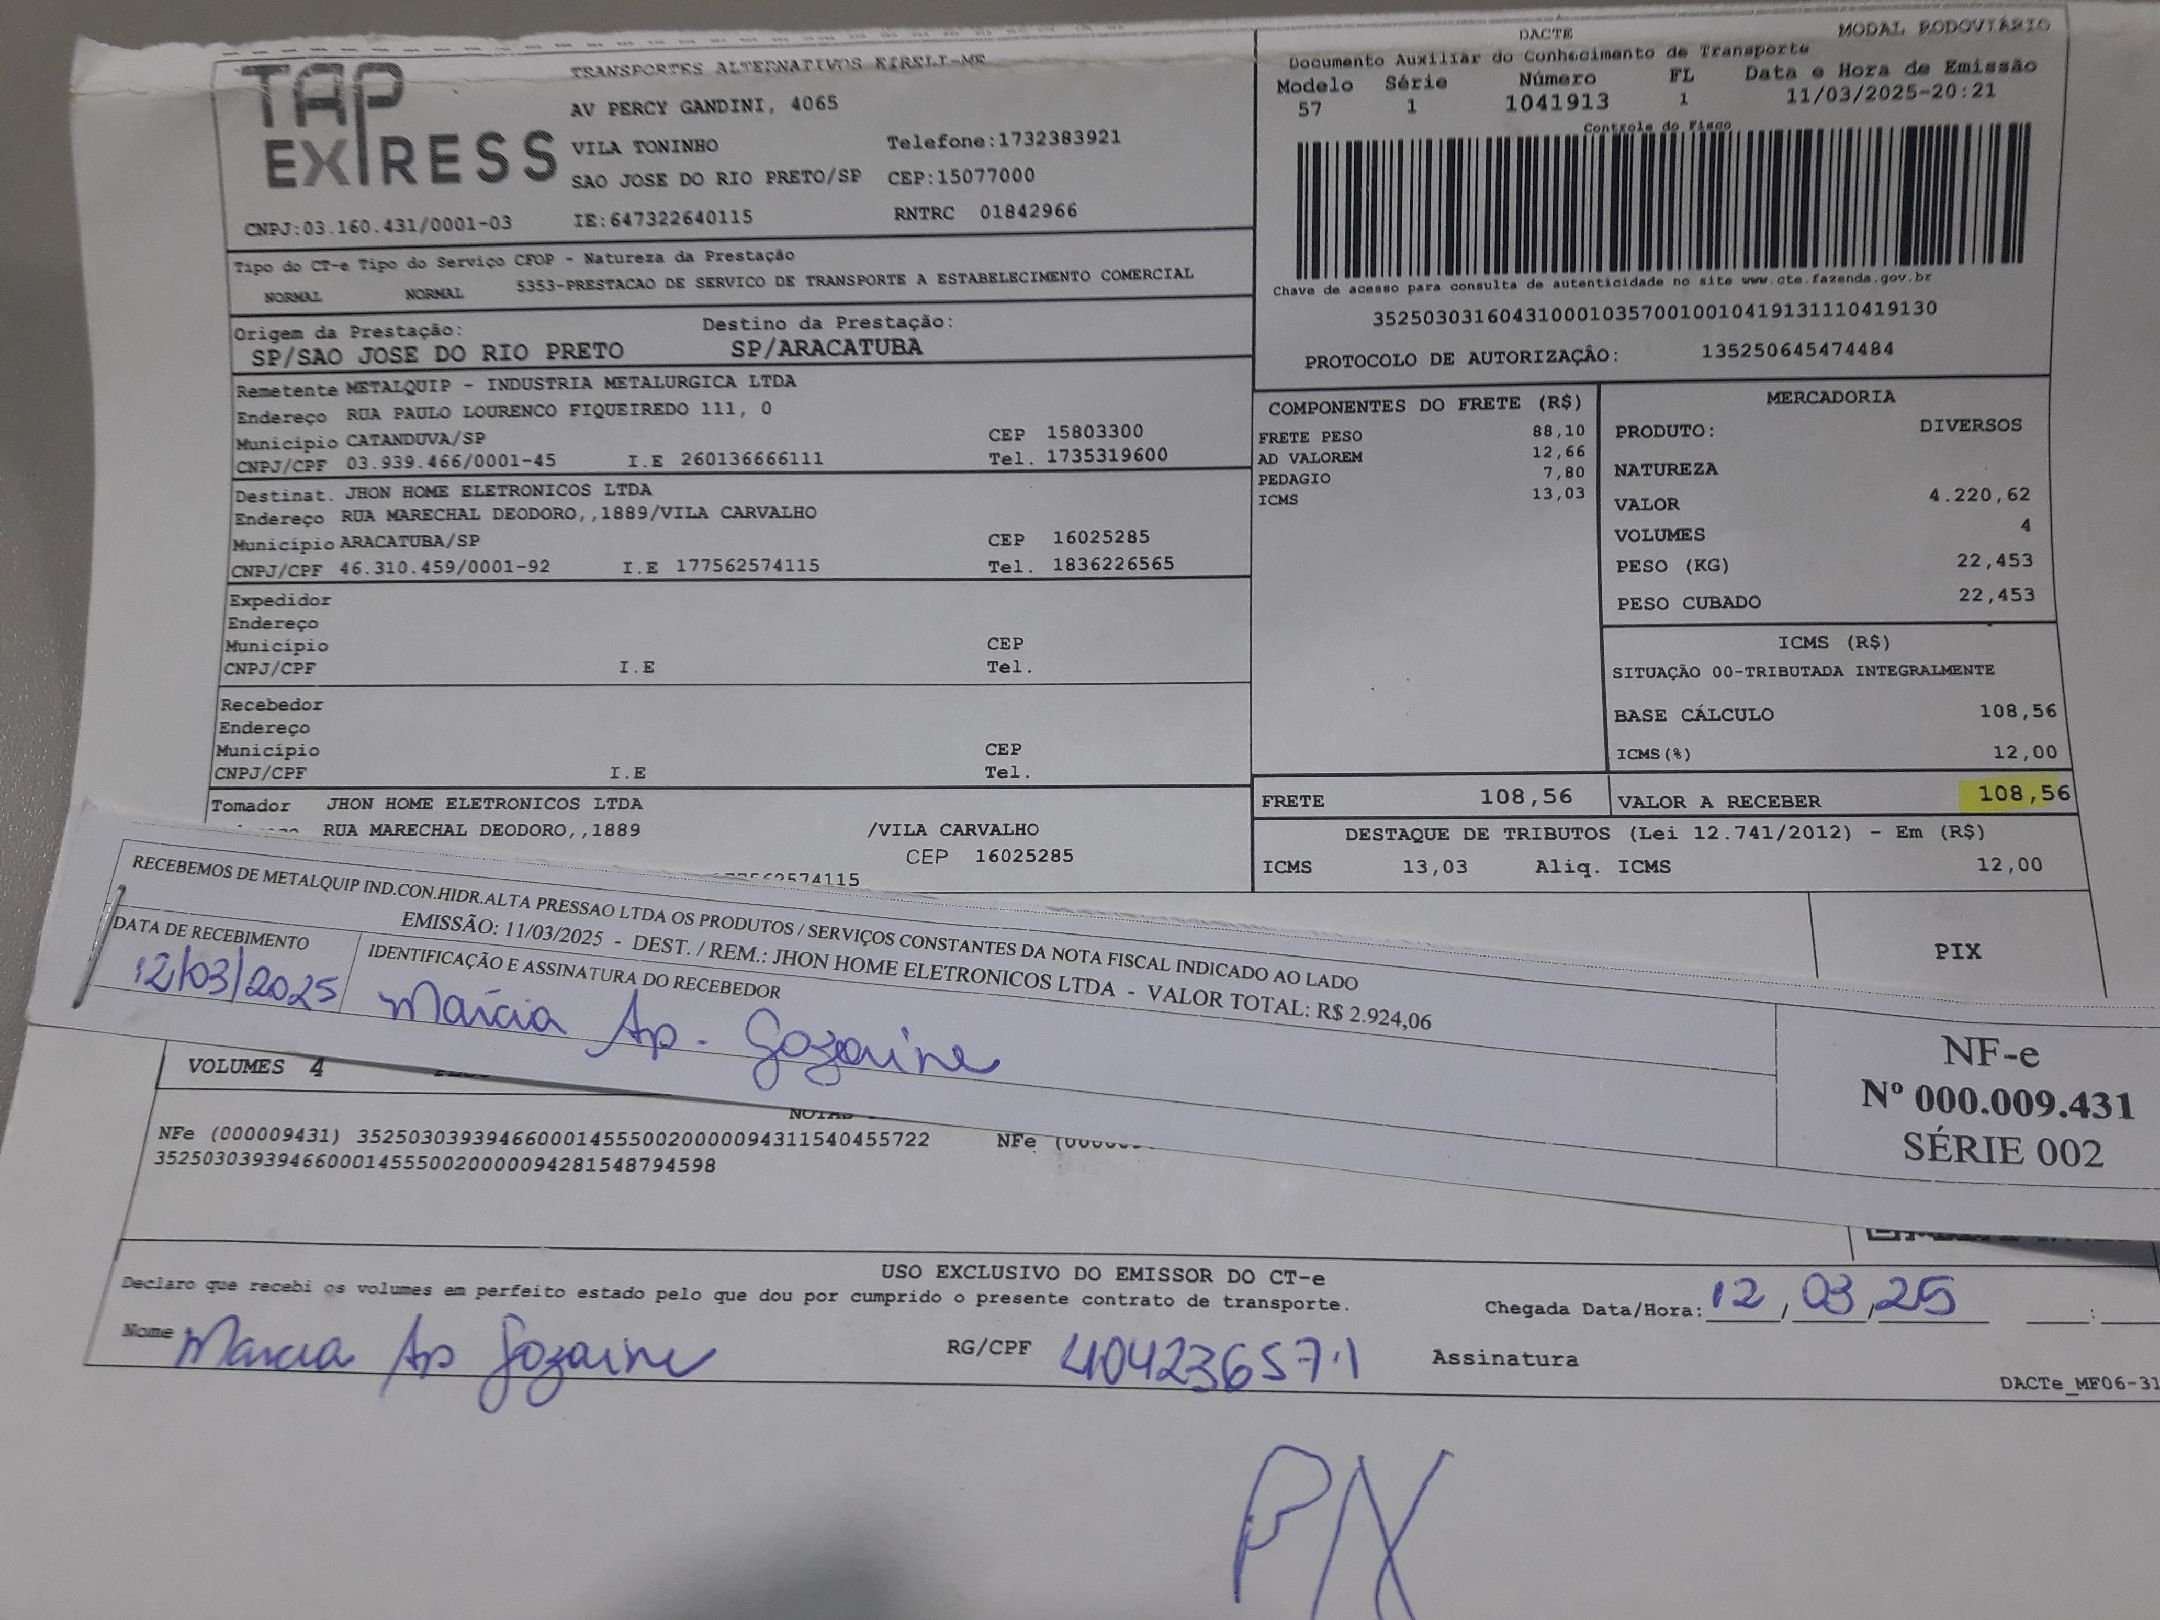 TAP EXPRESS
TRANSPORTES ALTERNATIVOS EIRELI-ME
AV PERCY GANDINI, 4065
VILA TONINHO Telefone:1732383921
SAO JOSE DO RIO PRETO/SP CEP:15077000
CNPJ:03.160.431/0001-03 IE:647322640115 RNTRC 01842966
DACTE MODAL RODOVIÁRIO
Documento Auxiliar do Conhecimento de Transporte
Modelo Série Número FL Data e Hora de Emissão
57 1 1041913 1 11/03/2025-20:21
Controle do Fisco
Chave de acesso para consulta de autenticidade no site www.cte.fazenda.gov.br
35250303160431000103570010010419131110419130
PROTOCOLO DE AUTORIZAÇÃO: 135250645474484
Tipo do CT-e Tipo do Serviço CFOP - Natureza da Prestação
NORMAL NORMAL 5353-PRESTACAO DE SERVICO DE TRANSPORTE A ESTABELECIMENTO COMERCIAL
Origem da Prestação: Destino da Prestação:
SP/SAO JOSE DO RIO PRETO SP/ARACATUBA
Remetente METALQUIP - INDUSTRIA METALURGICA LTDA
Endereço RUA PAULO LOURENCO FIQUEIREDO 111, 0
Município CATANDUVA/SP CEP 15803300
CNPJ/CPF 03.939.466/0001-45 I.E 260136666111 Tel. 1735319600
Destinat. JHON HOME ELETRONICOS LTDA
Endereço RUA MARECHAL DEODORO,,1889/VILA CARVALHO
Município ARACATUBA/SP CEP 16025285
CNPJ/CPF 46.310.459/0001-92 I.E 177562574115 Tel. 1836226565
Expedidor
Endereço
Município CEP
CNPJ/CPF I.E Tel.
Recebedor
Endereço
Município CEP
CNPJ/CPF I.E Tel.
Tomador JHON HOME ELETRONICOS LTDA
RUA MARECHAL DEODORO,,1889 /VILA CARVALHO
CEP 16025285
177562574115
COMPONENTES DO FRETE (R$)
FRETE PESO 88,10
AD VALOREM 12,66
PEDAGIO 7,80
ICMS 13,03
MERCADORIA
PRODUTO: DIVERSOS
NATUREZA
VALOR 4.220,62
VOLUMES 4
PESO (KG) 22,453
PESO CUBADO 22,453
ICMS (R$)
SITUAÇÃO 00-TRIBUTADA INTEGRALMENTE
BASE CÁLCULO 108,56
ICMS(%) 12,00
FRETE 108,56 VALOR A RECEBER 108,56
DESTAQUE DE TRIBUTOS (Lei 12.741/2012) - Em (R$)
ICMS 13,03 Aliq. ICMS 12,00
PIX
RECEBEMOS DE METALQUIP IND.CON.HIDR.ALTA PRESSAO LTDA OS PRODUTOS / SERVIÇOS CONSTANTES DA NOTA FISCAL INDICADO AO LADO
EMISSÃO: 11/03/2025 - DEST. / REM.: JHON HOME ELETRONICOS LTDA - VALOR TOTAL: R$ 2.924,06
DATA DE RECEBIMENTO IDENTIFICAÇÃO E ASSINATURA DO RECEBEDOR
12/03/2025 Márcia Ap. Gozaine
NF-e
Nº 000.009.431
SÉRIE 002
VOLUMES 4
NOTAS
NFe (000009431) 35250303939466000145550020000094311540455722 NFe
35250303939466000145550020000094281548794598
USO EXCLUSIVO DO EMISSOR DO CT-e
Declaro que recebi os volumes em perfeito estado pelo que dou por cumprido o presente contrato de transporte.
Chegada Data/Hora: 12/03/25 :
Nome Marcia Ap Gozaine RG/CPF 404236571 Assinatura
DACTe_MF06-31